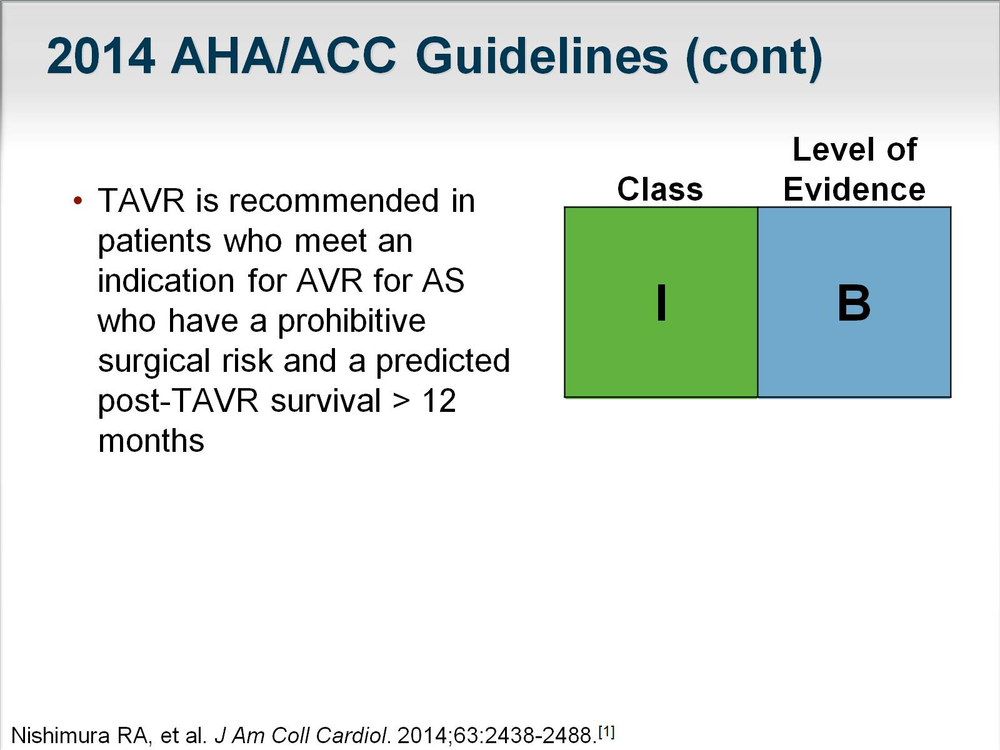 2014 AHA/ACC Guidelines (cont)
• TAVR is recommended in
patients who meet an
indication for AVR for AS
who have a prohibitive
surgical risk and a predicted
post-TAVR survival > 12
months
Class
Level of
Evidence
I
B
Nishimura RA, et al. J Am Coll Cardiol. 2014;63:2438-2488.[1]